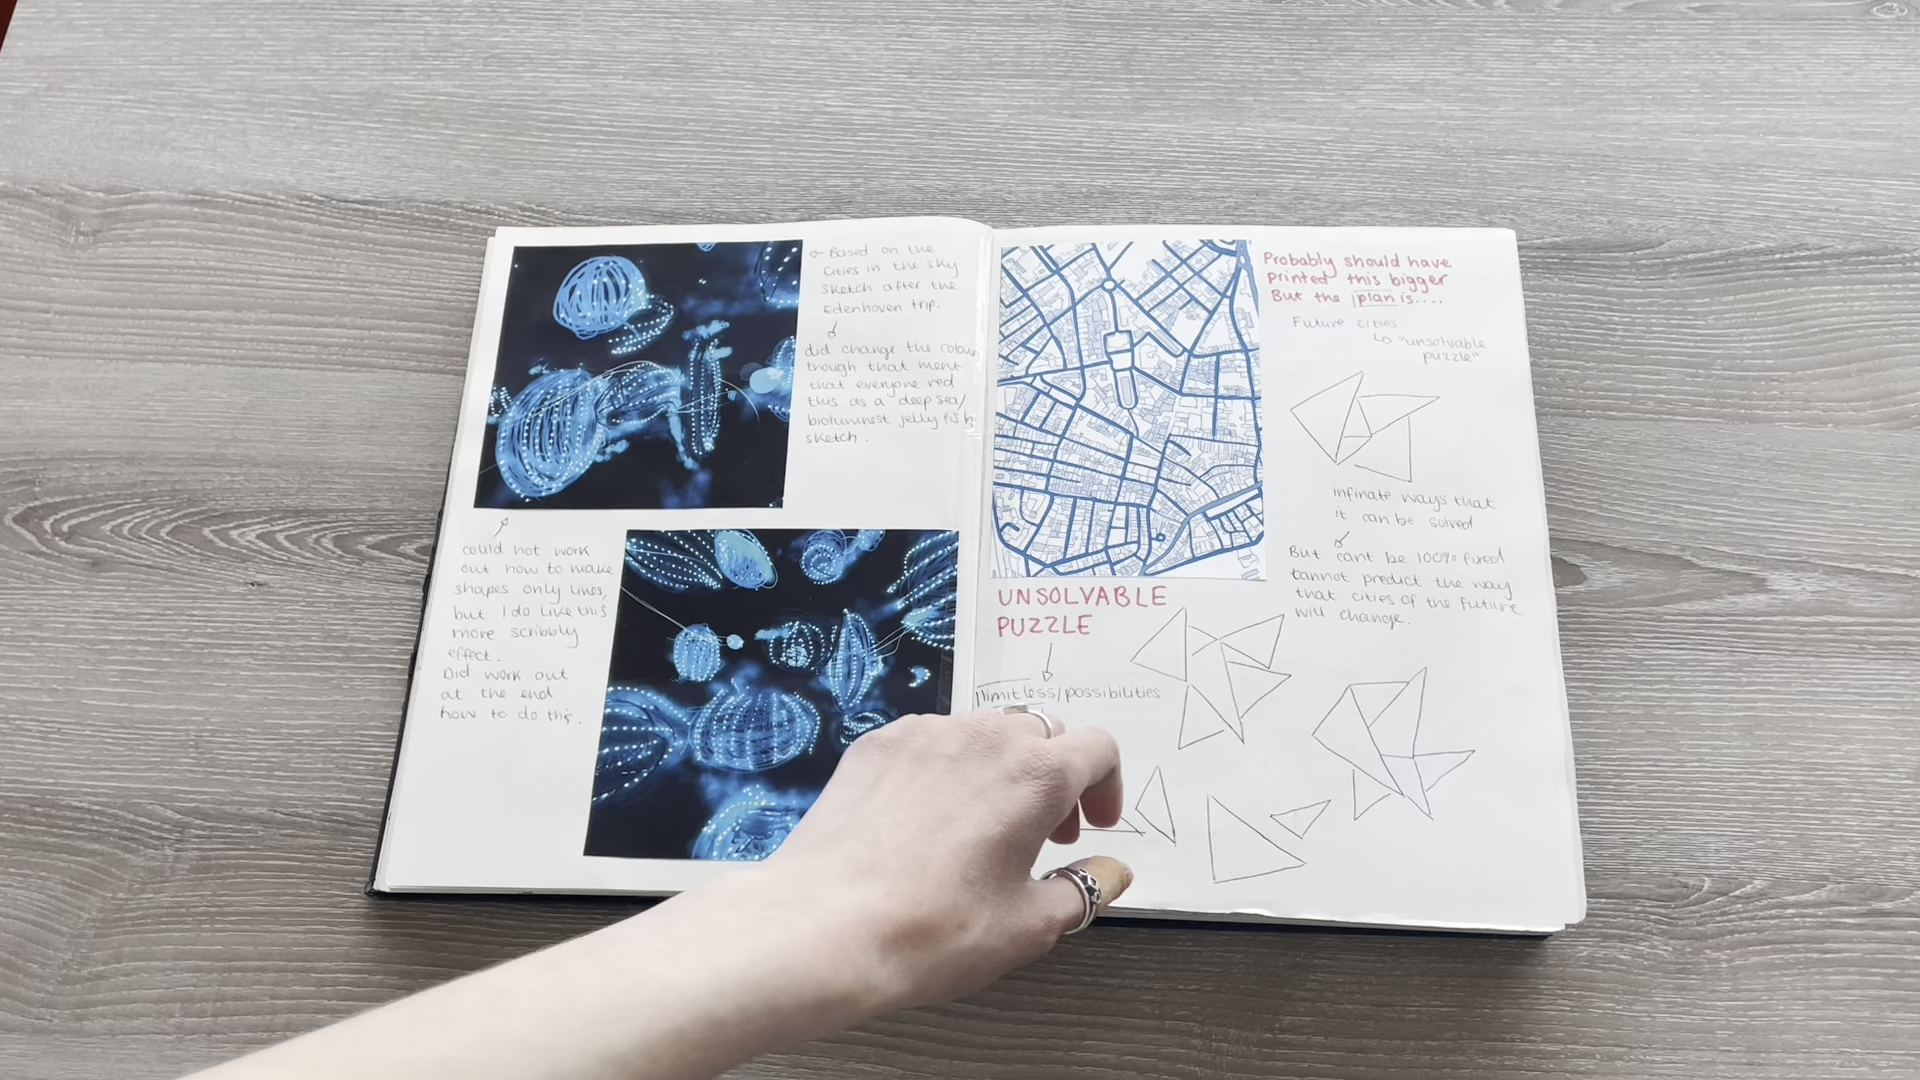 ← Based on the
cities in the sky
sketch after the
Edenhoven trip.
did change the colour
though that ment
that everyone red
this as a deep sea/
biolumnest jelly fish
sketch.
could not work
out how to make
shapes only lines,
but I do like this
more scribbly
effect.
Did work out
at the end
how to do this.
Probably should have
printed this bigger
But the plan is....
Future cities
↳ "unsolvable
puzzle"
infinate ways that
it can be solved
But cant be 100% fixed
cannot predict the way
that cities of the future
will change.
UNSOLVABLE
PUZZLE
limitless/possibilities